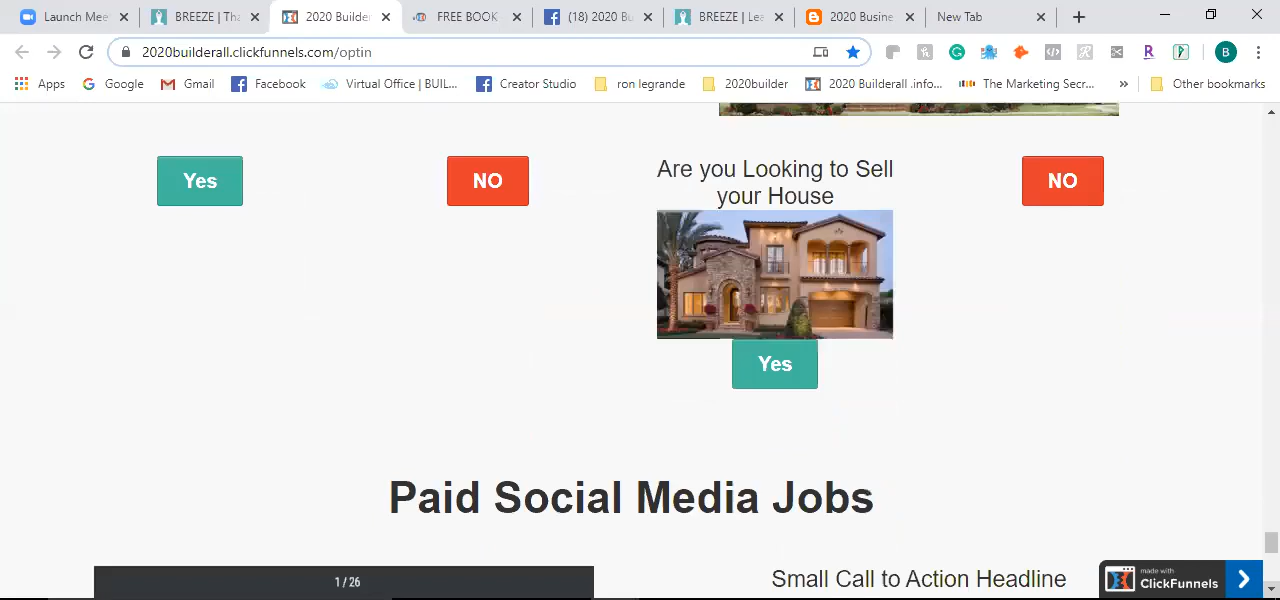 Launch Mee
BREEZE | Tha
2020 Builder
FREE BOOK
(18) 2020 Bu
BREEZE | Lea
2020 Busine
New Tab
2020builderall.clickfunnels.com/optin
B
Apps
Google
Gmail
Facebook
Virtual Office | BUIL...
Creator Studio
ron legrande
2020builder
2020 Builderall .info...
The Marketing Secr...
»
Other bookmarks
Yes
NO
Are you Looking to Sell
your House
NO
Yes
Paid Social Media Jobs
1 / 26
Small Call to Action Headline
made with
ClickFunnels